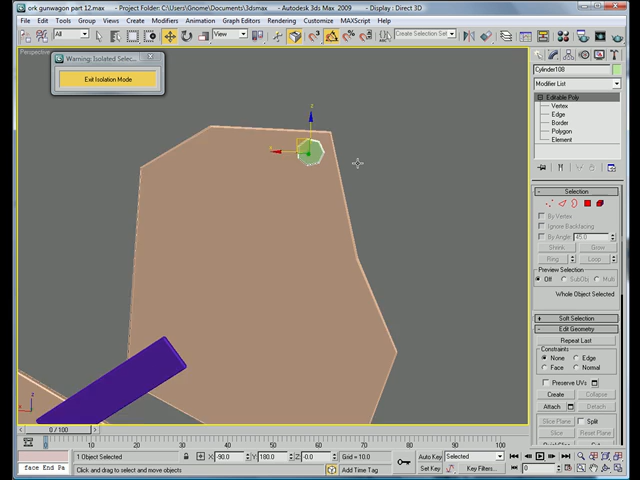 ork gunwagon part 12.max - Project Folder: C:\Users\Gnome\Documents\3dsmax - Autodesk 3ds Max 2009 - Display : Direct 3D
File Edit Tools Group Views Create Modifiers Animation Graph Editors Rendering Customize MAXScript Help
All View Create Selection Set
Perspective
Warning: Isolated Selec...
Exit Isolation Mode
Cylinder108
Modifier List
Editable Poly
Vertex
Edge
Border
Polygon
Element
Selection
By Vertex
Ignore Backfacing
By Angle: 45.0
Shrink Grow
Ring Loop
Preview Selection
Off SubObj Multi
Whole Object Selected
Soft Selection
Edit Geometry
Repeat Last
Constraints
None Edge
Face Normal
Preserve UVs
Create Collapse
Attach Detach
Slice Plane Split
Slice Reset Plane
z
x
z
0 / 100
0 10 20 30 40 50 60 70 80 90 100
1 Object Selected X: -90.0 Y: 180.0 Z: -0.0 Grid = 10.0 Auto Key Selected
face End Pa Click and drag to select and move objects Add Time Tag Set Key Key Filters... 0